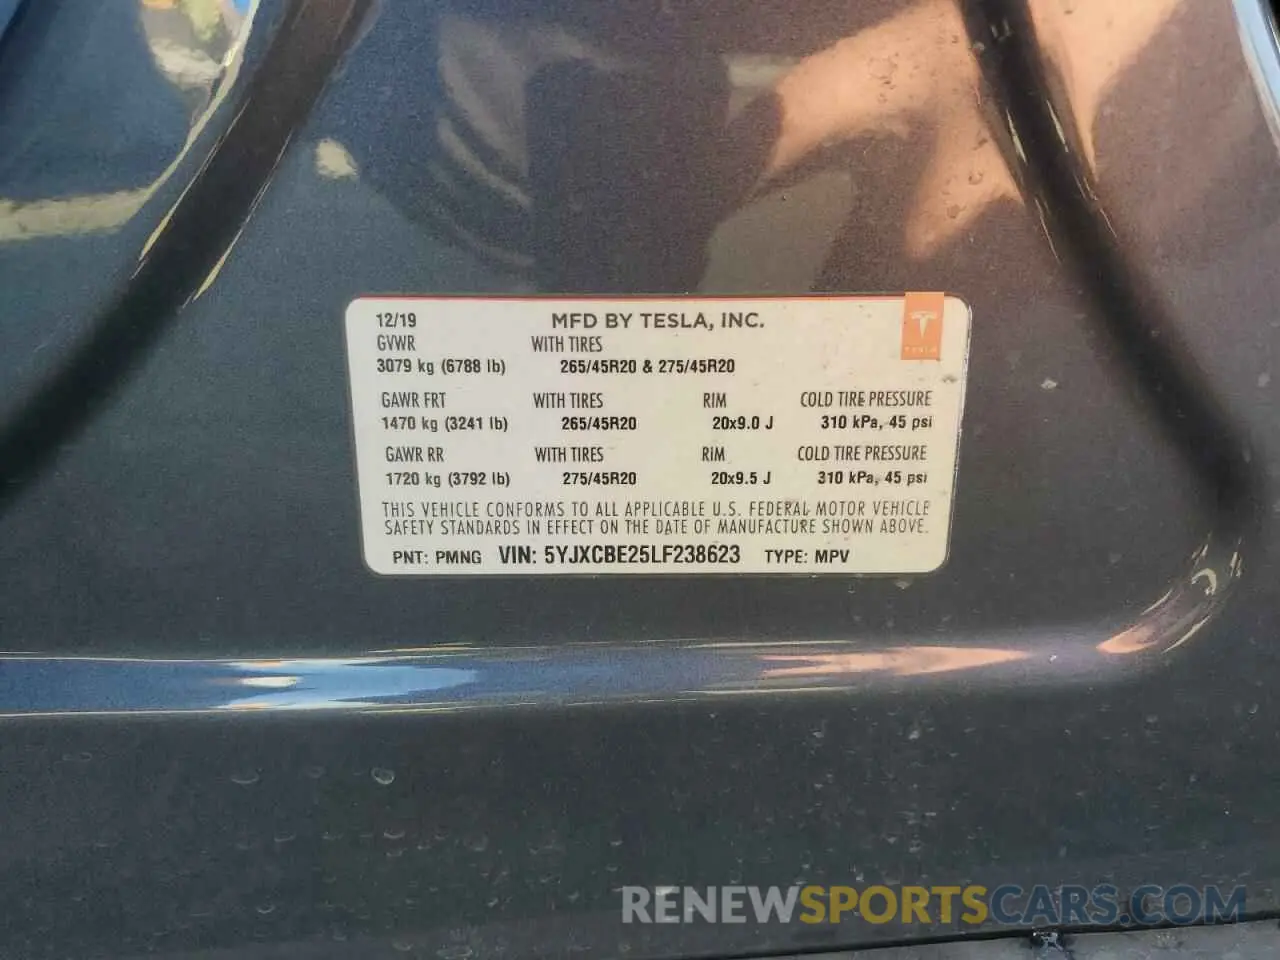 12/19 MFD BY TESLA, INC.
GVWR WITH TIRES
3079 kg (6788 lb) 265/45R20 & 275/45R20
TESLA
GAWR FRT WITH TIRES RIM COLD TIRE PRESSURE
1470 kg (3241 lb) 265/45R20 20x9.0 J 310 kPa, 45 psi
GAWR RR WITH TIRES RIM COLD TIRE PRESSURE
1720 kg (3792 lb) 275/45R20 20x9.5 J 310 kPa, 45 psi
THIS VEHICLE CONFORMS TO ALL APPLICABLE U.S. FEDERAL MOTOR VEHICLE
SAFETY STANDARDS IN EFFECT ON THE DATE OF MANUFACTURE SHOWN ABOVE.
PNT: PMNG VIN: 5YJXCBE25LF238623 TYPE: MPV
RENEWSPORTSCARS.COM